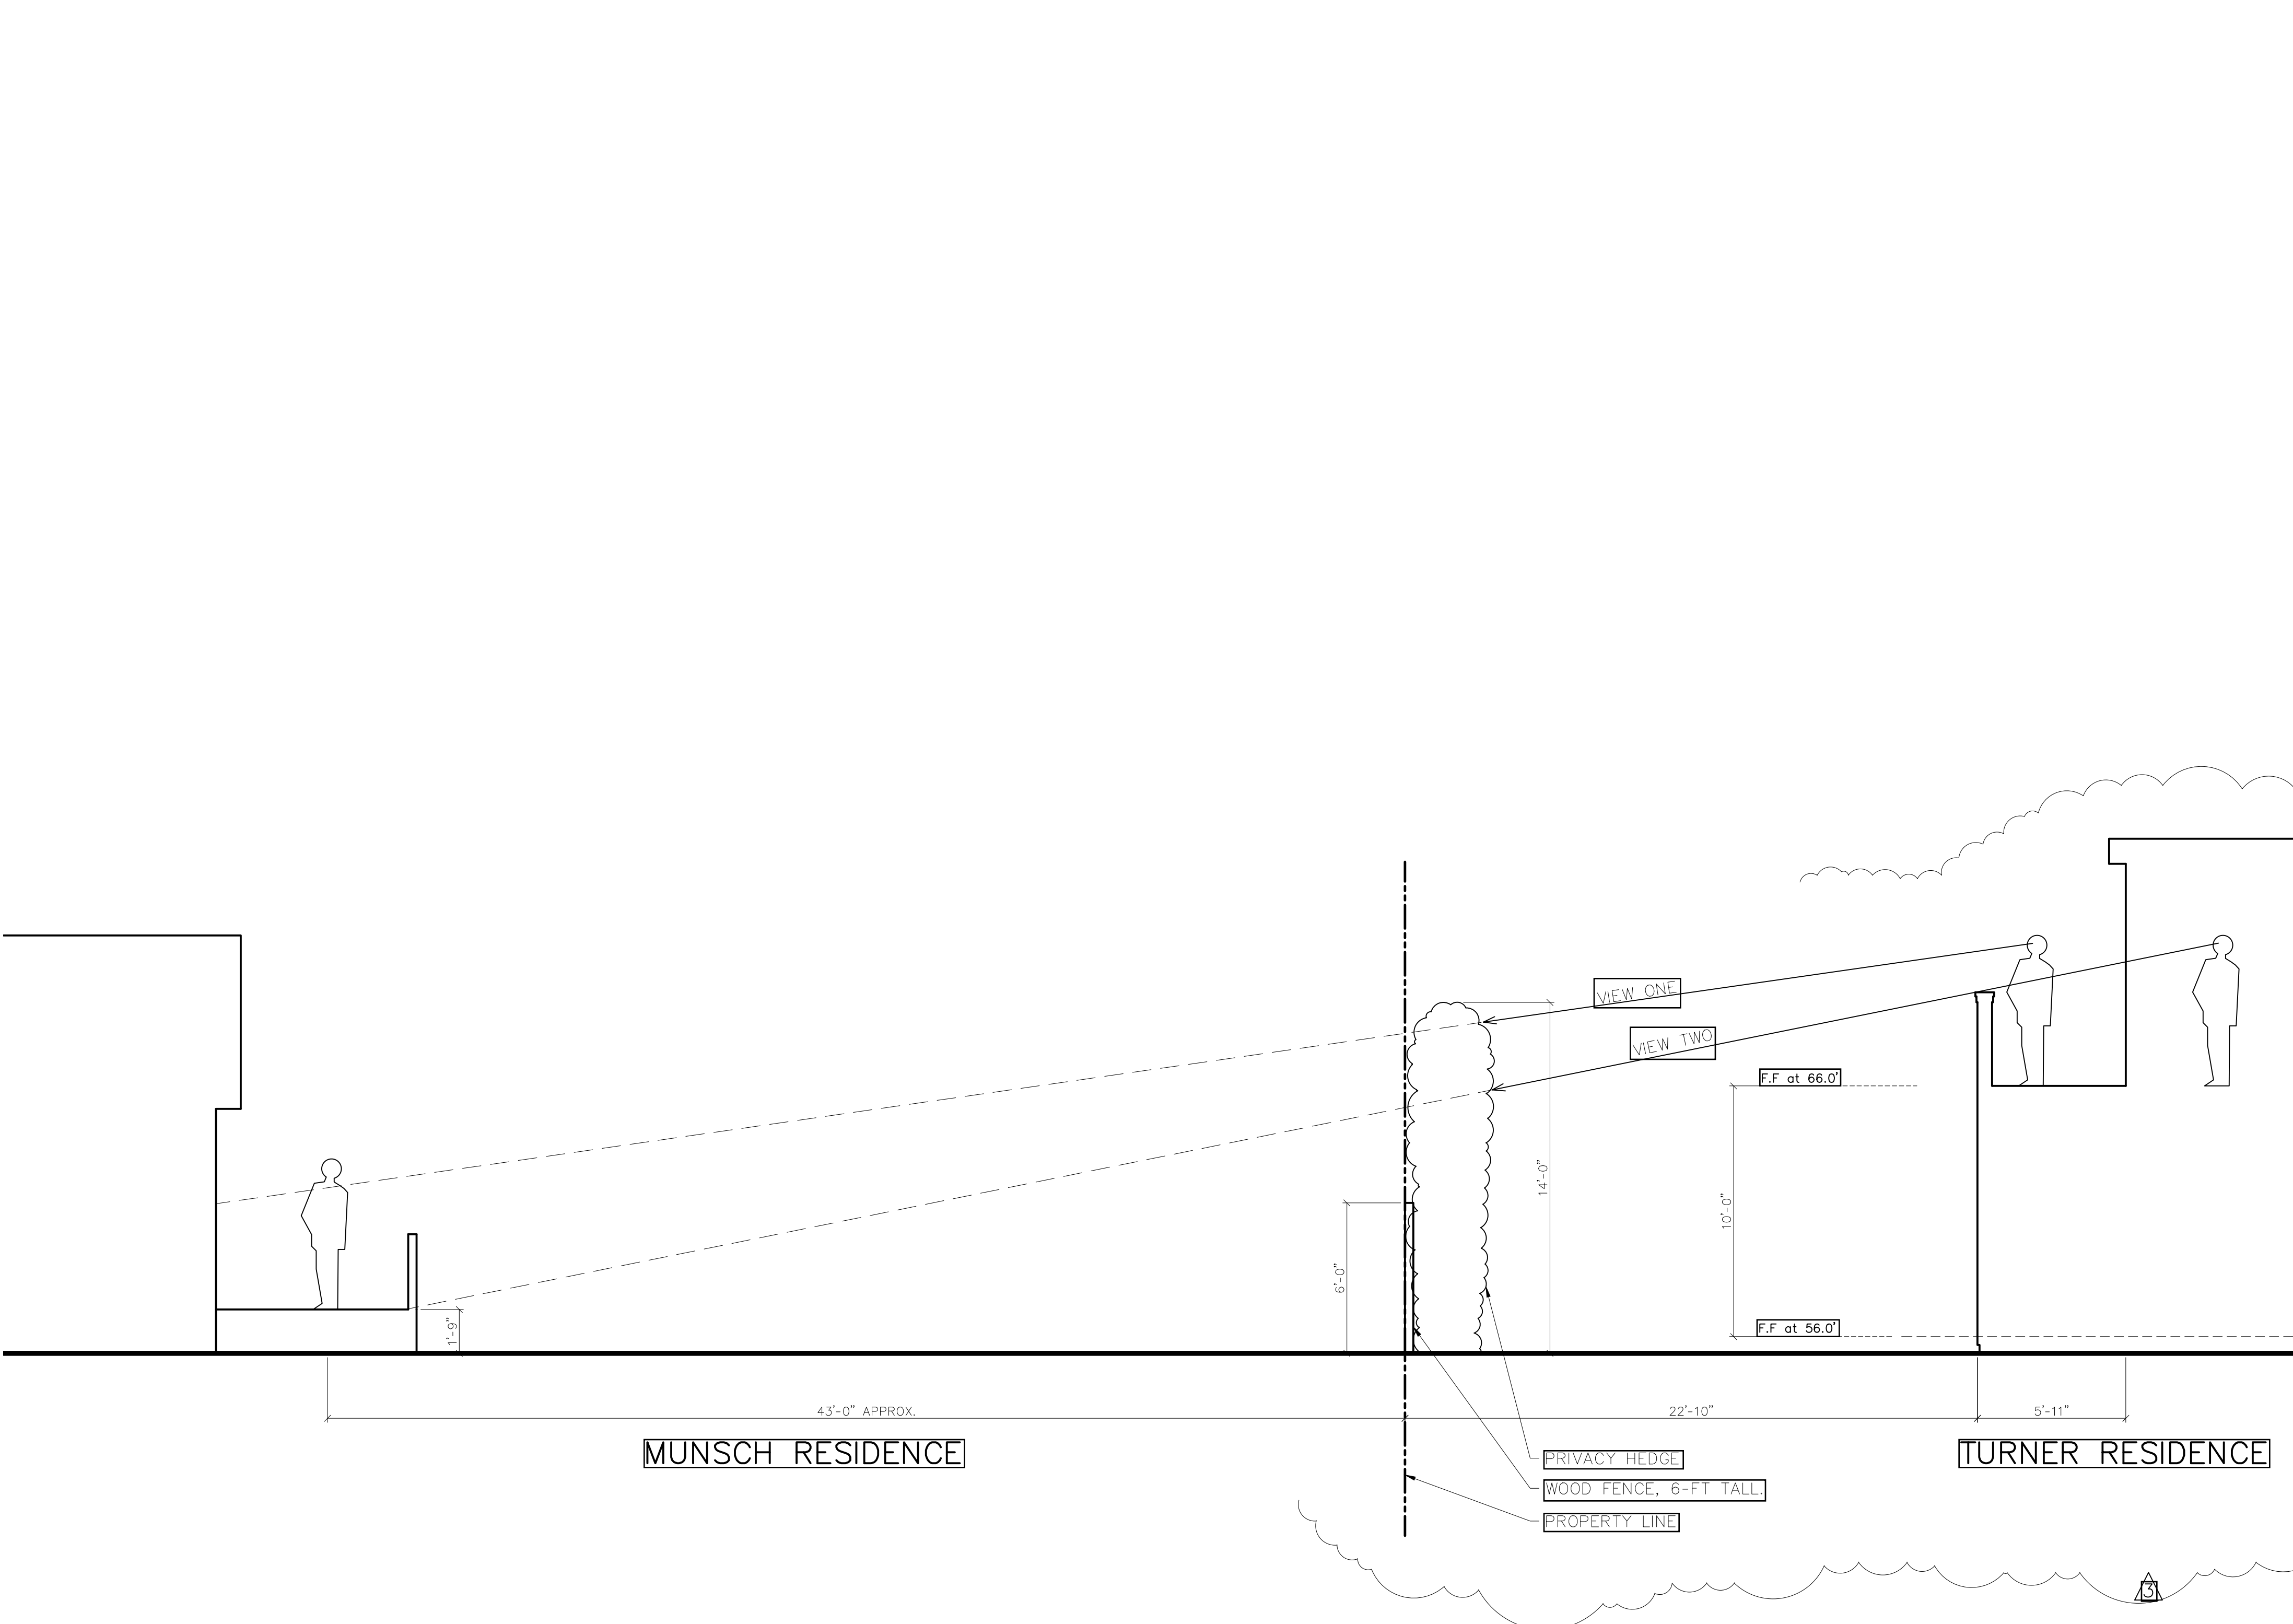 VIEW ONE
VIEW TWO
F.F at 66.0'
14'-0"
10'-0"
6'-0"
1'-9"
F.F at 56.0'
43'-0" APPROX.
22'-10"
5'-11"
MUNSCH RESIDENCE
TURNER RESIDENCE
PRIVACY HEDGE
WOOD FENCE, 6-FT TALL.
PROPERTY LINE
3